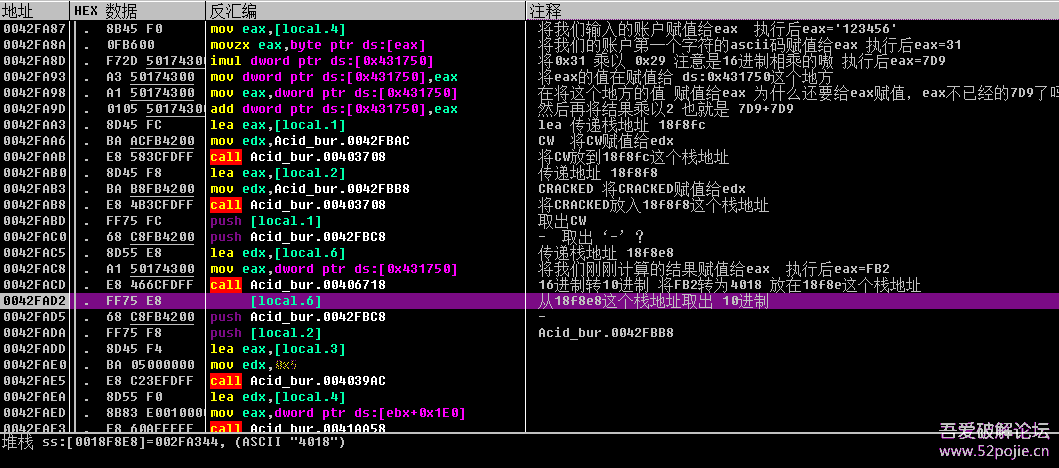 地址 HEX 数据 反汇编 注释
0042FA87 . 8B45 F0 mov eax,[local.4] 将我们输入的账户赋值给eax 执行后eax='123456'
0042FA8A . 0FB600 movzx eax,byte ptr ds:[eax] 将我们的账户第一个字符的ascii码赋值给eax 执行后eax=31
0042FA8D . F72D 50174300 imul dword ptr ds:[0x431750] 将0x31 乘以 0x29 注意是16进制相乘的嗷 执行后eax=7D9
0042FA93 . A3 50174300 mov dword ptr ds:[0x431750],eax 将eax的值在赋值给 ds:0x431750这个地方
0042FA98 . A1 50174300 mov eax,dword ptr ds:[0x431750] 在将这个地方的值 赋值给eax 为什么还要给eax赋值, eax不已经的7D9了吗
0042FA9D . 0105 50174300 add dword ptr ds:[0x431750],eax 然后再将结果乘以2 也就是 7D9+7D9
0042FAA3 . 8D45 FC lea eax,[local.1] lea 传递栈地址 18f8fc
0042FAA6 . BA ACFB4200 mov edx,Acid_bur.0042FBAC CW 将CW赋值给edx
0042FAAB . E8 583CFDFF call Acid_bur.00403708 将CW放到18f8fc这个栈地址
0042FAB0 . 8D45 F8 lea eax,[local.2] 传递地址 18f8f8
0042FAB3 . BA B8FB4200 mov edx,Acid_bur.0042FBB8 CRACKED 将CRACKED赋值给edx
0042FAB8 . E8 4B3CFDFF call Acid_bur.00403708 将CRACKED放入18f8f8这个栈地址
0042FABD . FF75 FC push [local.1] 取出CW
0042FAC0 . 68 C8FB4200 push Acid_bur.0042FBC8 - 取出‘-’?
0042FAC5 . 8D55 E8 lea edx,[local.6] 传递栈地址 18f8e8
0042FAC8 . A1 50174300 mov eax,dword ptr ds:[0x431750] 将我们刚刚计算的结果赋值给eax 执行后eax=FB2
0042FACD . E8 466CFDFF call Acid_bur.00406718 16进制转10进制 将FB2转为4018 放在18f8e这个栈地址
0042FAD2 . FF75 E8 [local.6] 从18f8e8这个栈地址取出 10进制
0042FAD5 . 68 C8FB4200 push Acid_bur.0042FBC8 -
0042FADA . FF75 F8 push [local.2] Acid_bur.0042FBB8
0042FADD . 8D45 F4 lea eax,[local.3]
0042FAE0 . BA 05000000 mov edx,0x5
0042FAE5 . E8 C23EFDFF call Acid_bur.004039AC
0042FAEA . 8D55 F0 lea edx,[local.4]
0042FAED . 8B83 E0010000 mov eax,dword ptr ds:[ebx+0x1E0]
0042FAF3 . E8 60AFFEFF call Acid_bur.0041AA58
堆栈 ss:[0018F8E8]=002FA344, (ASCII "4018")
吾爱破解论坛
www.52pojie.cn